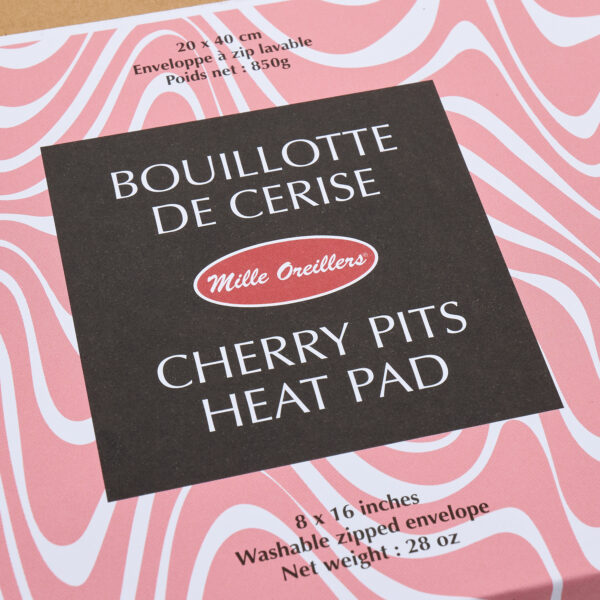 20 x 40 cm
Enveloppe à zip lavable
Poids net : 850g
BOUILLOTTE
DE CERISE
Mille Oreillers®
CHERRY PITS
HEAT PAD
8 x 16 inches
Washable zipped envelope
Net weight : 28 oz